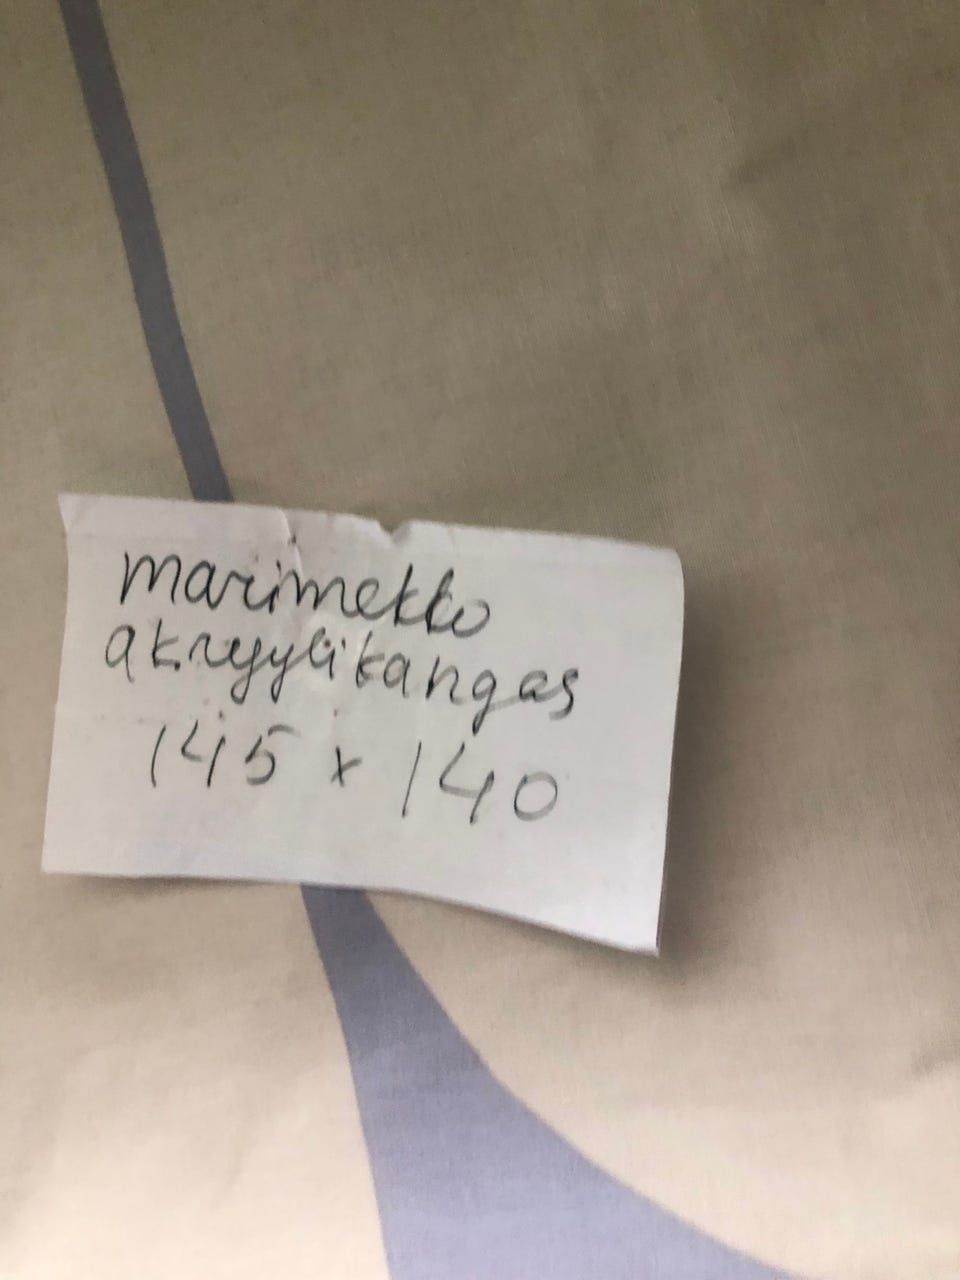 marimekko
akryylikangas
145 x 140